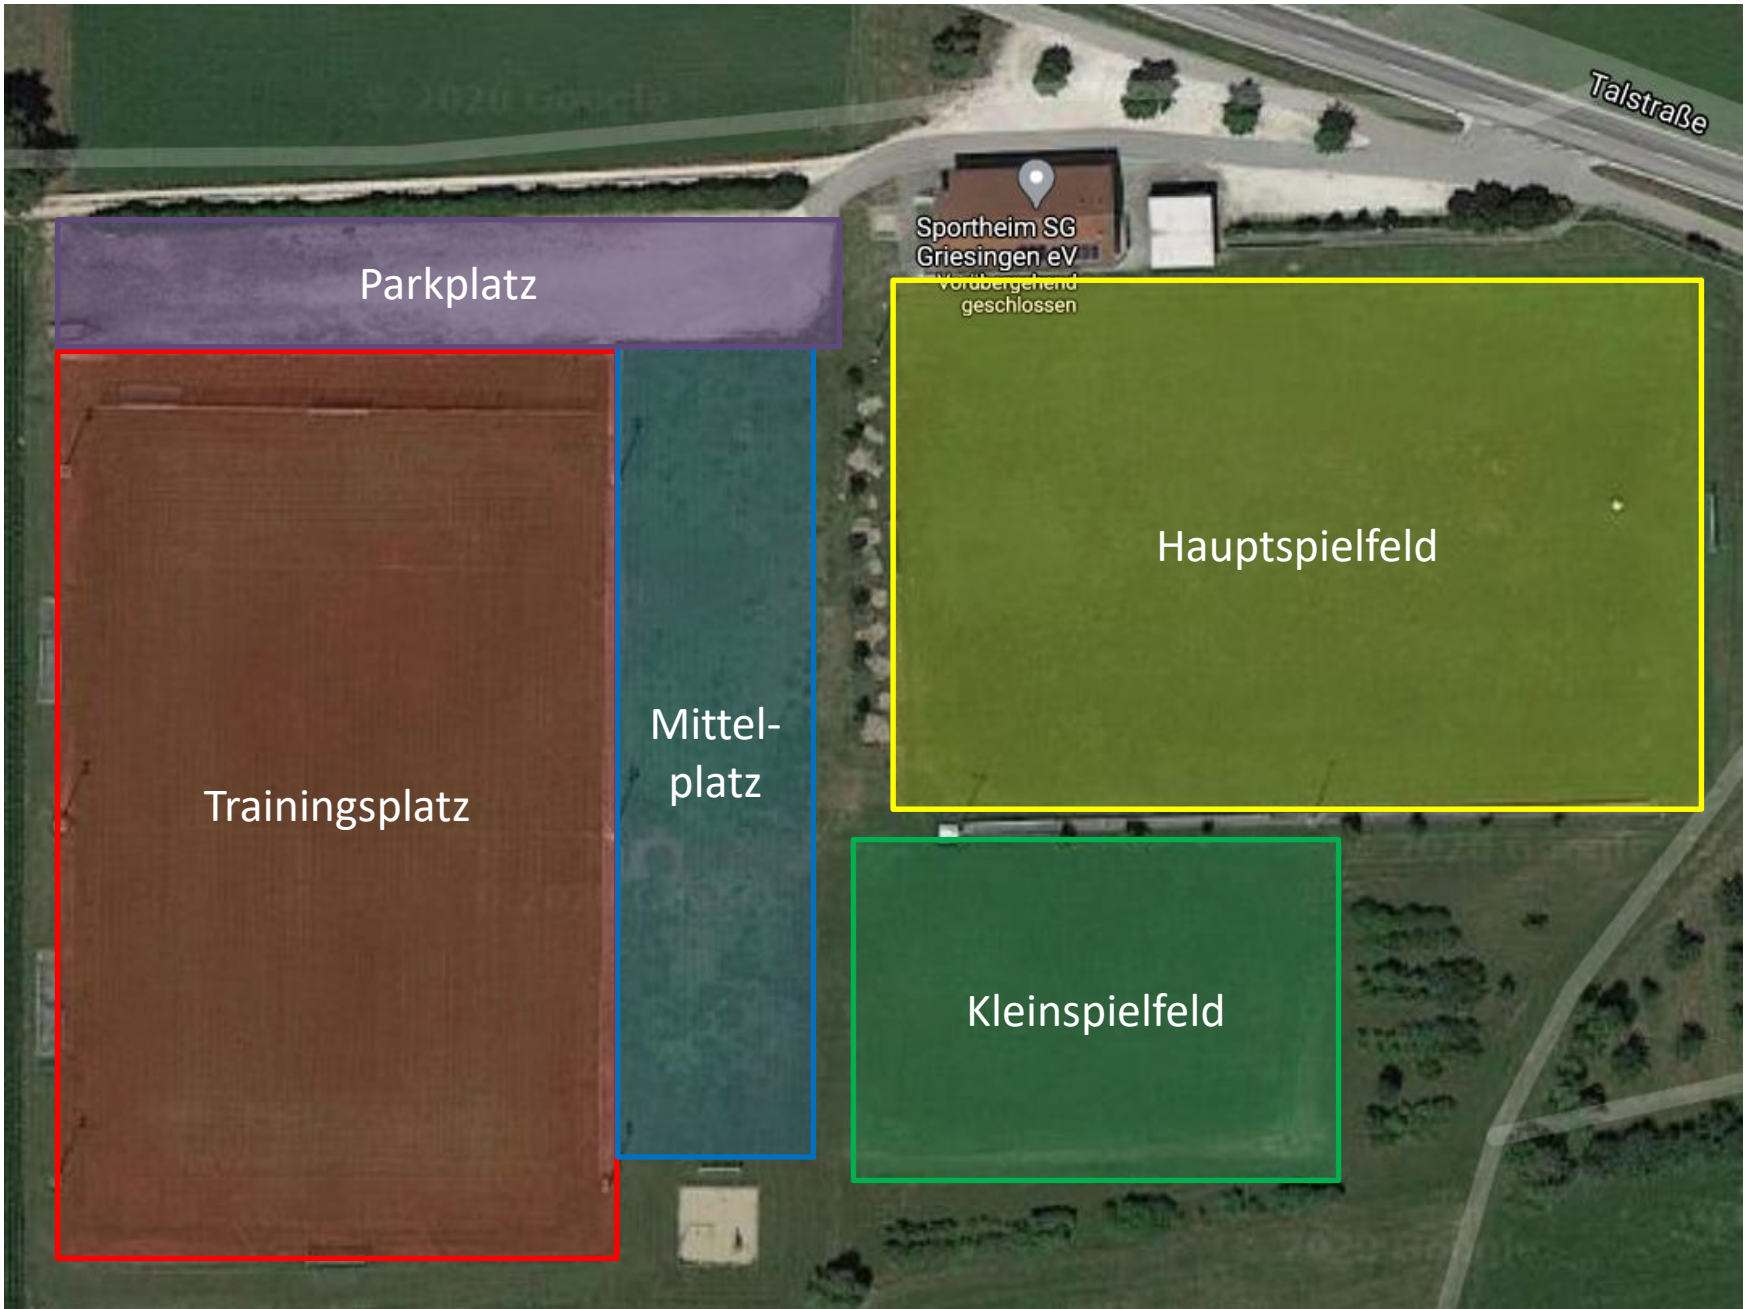 Talstraße
Sportheim SG
Griesingen eV
Vorübergehend
geschlossen
Parkplatz
Hauptspielfeld
Mittel-
platz
Trainingsplatz
Kleinspielfeld